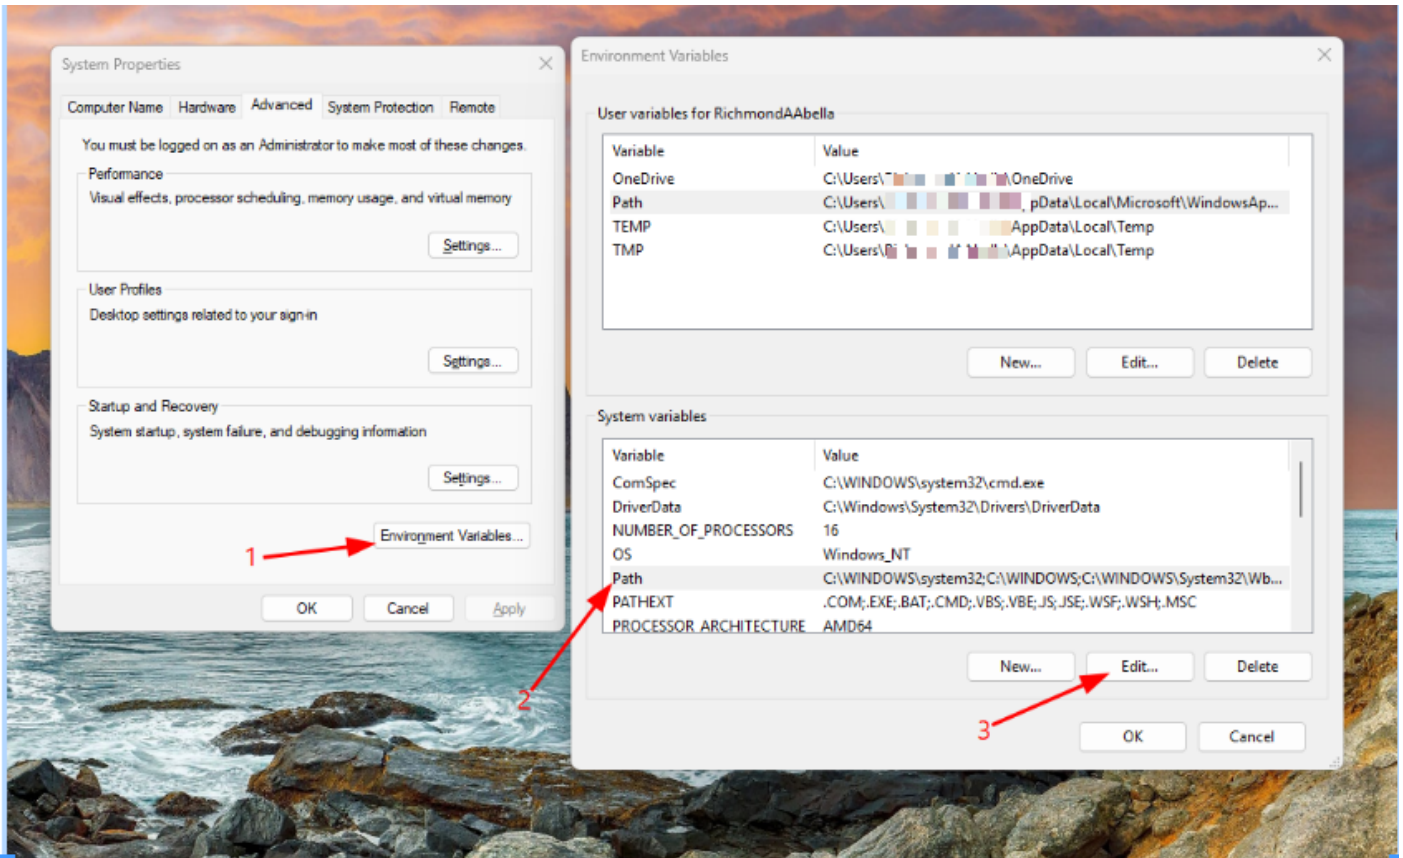 System Properties
Computer Name Hardware Advanced System Protection Remote
You must be logged on as an Administrator to make most of these changes.
Performance
Visual effects, processor scheduling, memory usage, and virtual memory
Settings...
User Profiles
Desktop settings related to your sign-in
Settings...
Startup and Recovery
System startup, system failure, and debugging information
Settings...
1
Environment Variables...
OK Cancel Apply
Environment Variables
User variables for RichmondAAbella
Variable Value
OneDrive C:\Users\ \OneDrive
Path C:\Users\ pData\Local\Microsoft\WindowsAp...
TEMP C:\Users\ AppData\Local\Temp
TMP C:\Users\ \AppData\Local\Temp
New... Edit... Delete
System variables
Variable Value
ComSpec C:\WINDOWS\system32\cmd.exe
DriverData C:\Windows\System32\Drivers\DriverData
NUMBER_OF_PROCESSORS 16
OS Windows_NT
Path C:\WINDOWS\system32;C:\WINDOWS;C:\WINDOWS\System32\Wb...
PATHEXT .COM;.EXE;.BAT;.CMD;.VBS;.VBE;.JS;.JSE;.WSF;.WSH;.MSC
PROCESSOR_ARCHITECTURE AMD64
New... Edit... Delete
2
3
OK Cancel